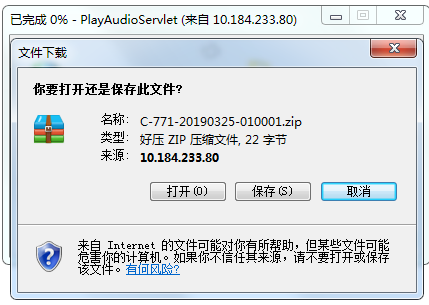 已完成 0% - PlayAudioServlet (来自 10.184.233.80)
文件下载
你要打开还是保存此文件?
名称: C-771-20190325-010001.zip
类型: 好压 ZIP 压缩文件, 22 字节
来源: 10.184.233.80
打开(O) 保存(S) 取消
来自 Internet 的文件可能对你有所帮助，但某些文件可能
危害你的计算机。如果你不信任其来源，请不要打开或保存
该文件。有何风险?